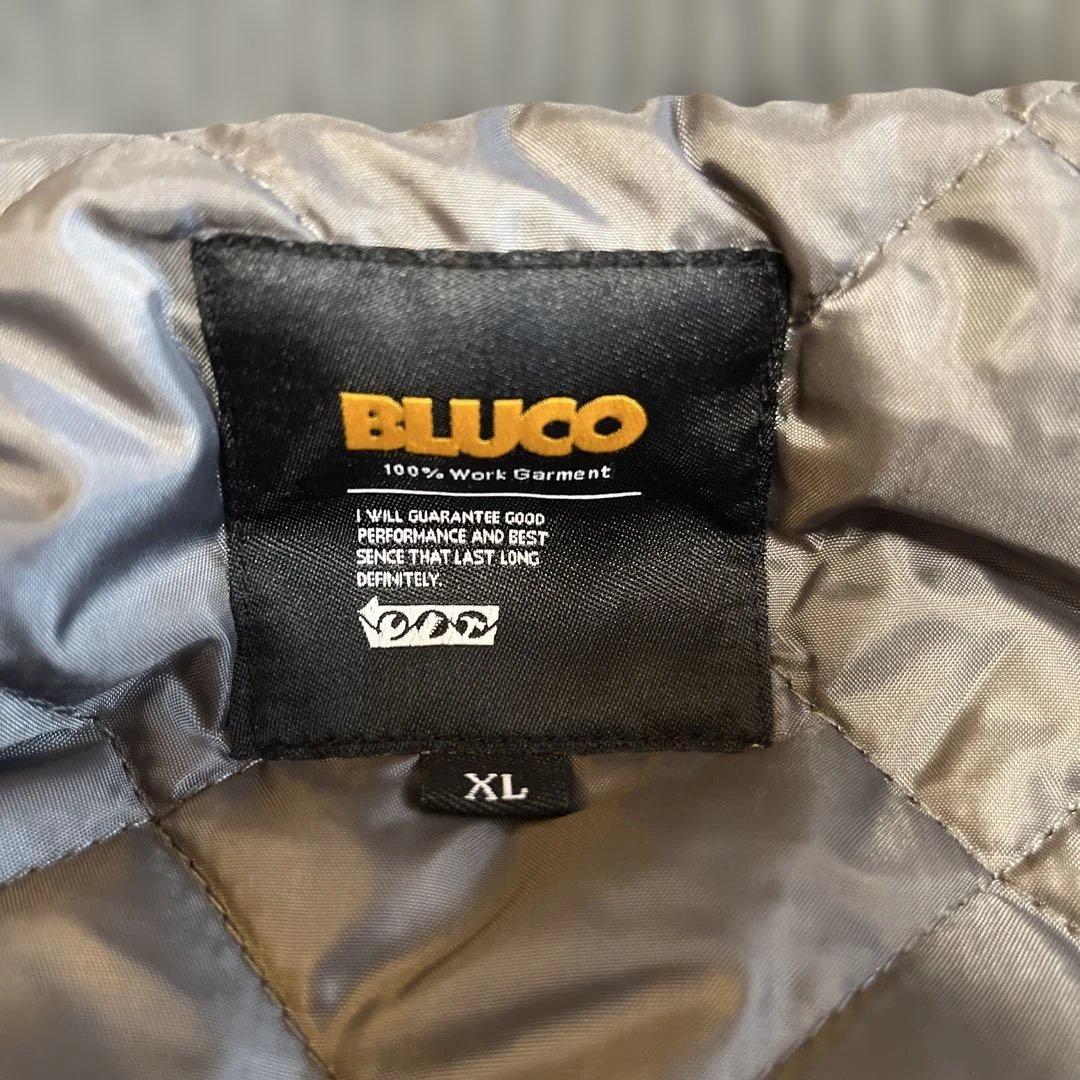 BLUCO
100% Work Garment
I WILL GUARANTEE GOOD
PERFORMANCE AND BEST
SENCE THAT LAST LONG
DEFINITELY.
XL